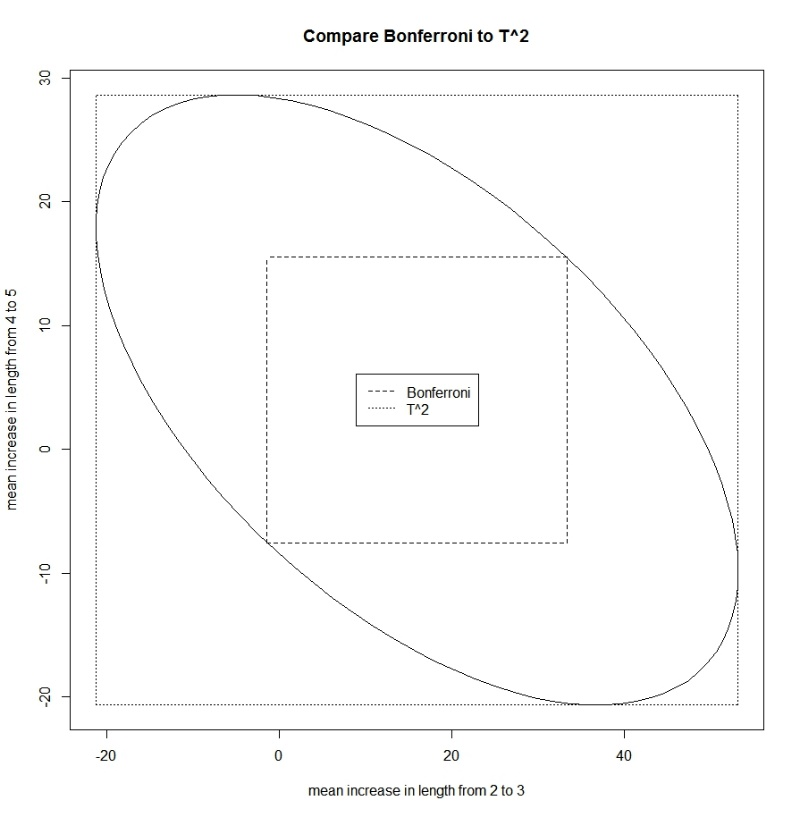 Compare Bonferroni to T^2
30
20
10
0
-10
-20
mean increase in length from 4 to 5
Bonferroni
T^2
-20
0
20
40
mean increase in length from 2 to 3